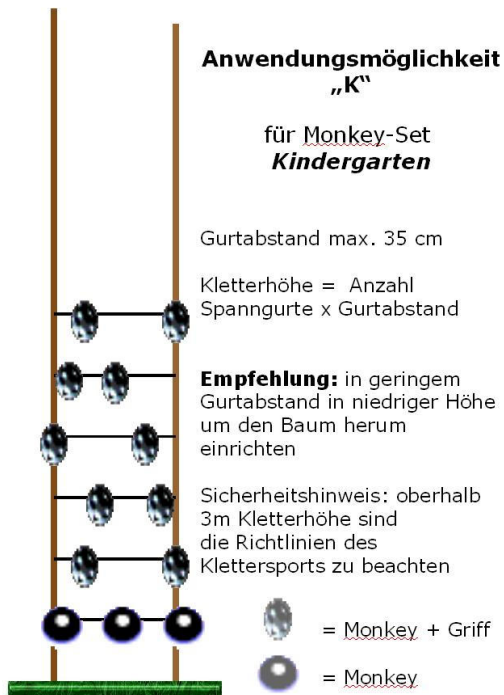 Anwendungsmöglichkeit
„K“
für Monkey-Set
Kindergarten
Gurtabstand max. 35 cm
Kletterhöhe = Anzahl
Spanngurte x Gurtabstand
Empfehlung: in geringem
Gurtabstand in niedriger Höhe
um den Baum herum
einrichten
Sicherheitshinweis: oberhalb
3m Kletterhöhe sind
die Richtlinien des
Klettersports zu beachten
= Monkey + Griff
= Monkey